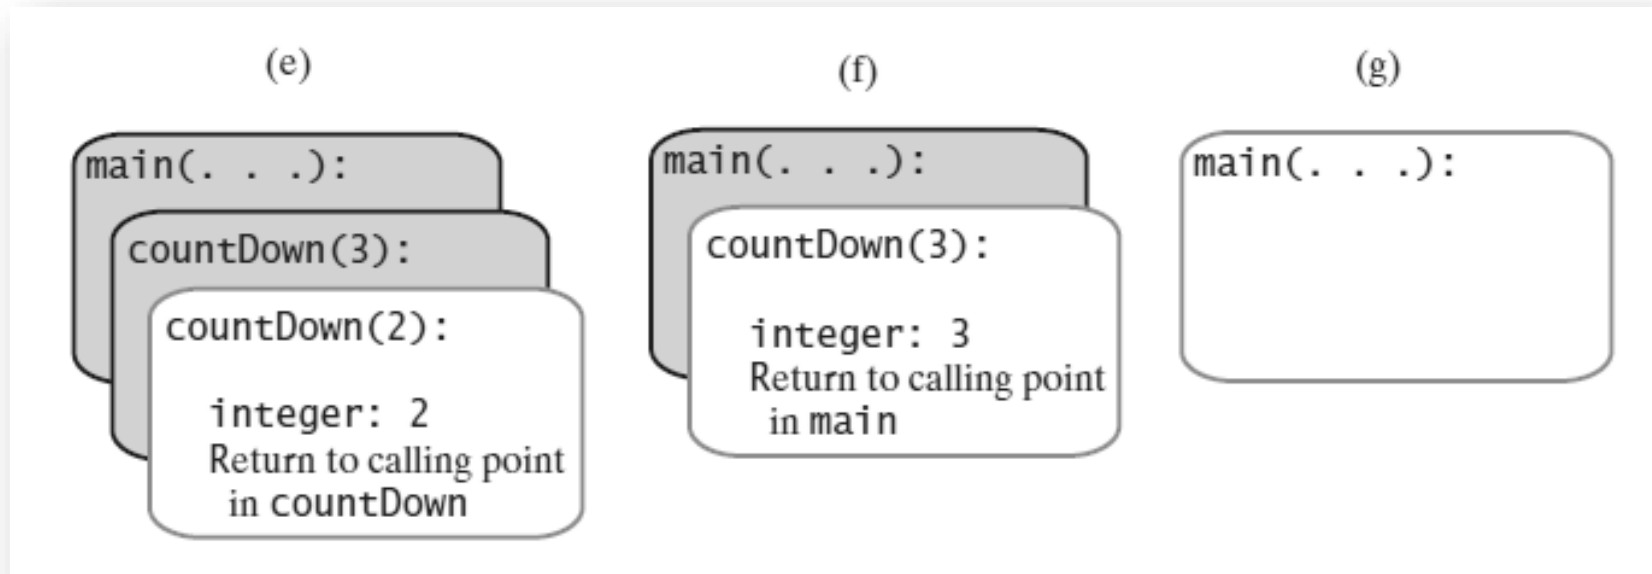 (e)
main(. . .):
countDown(3):
countDown(2):
integer: 2
Return to calling point
in countDown
(f)
main(. . .):
countDown(3):
integer: 3
Return to calling point
in main
(g)
main(. . .):